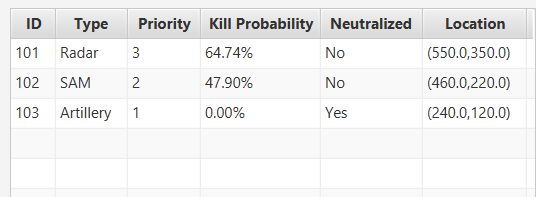 ID Type Priority Kill Probability Neutralized Location
101 Radar 3 64.74% No (550.0,350.0)
102 SAM 2 47.90% No (460.0,220.0)
103 Artillery 1 0.00% Yes (240.0,120.0)